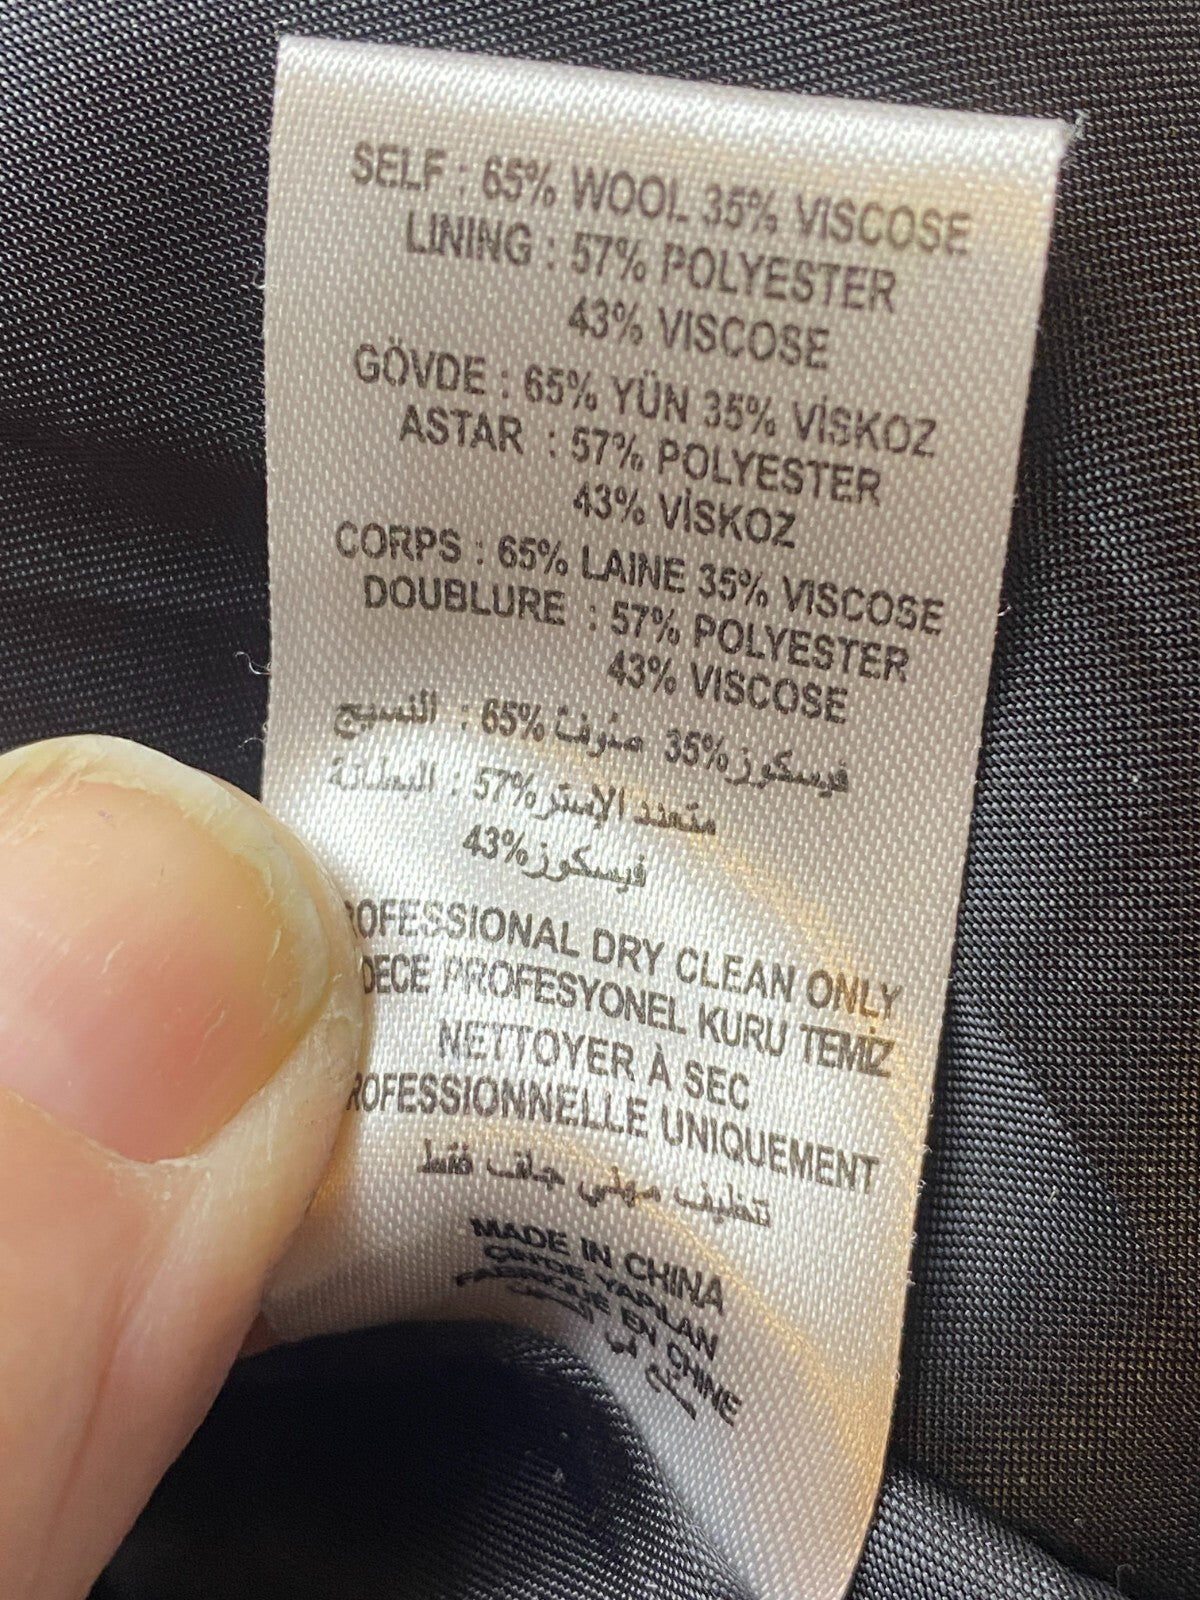 SELF : 65% WOOL 35% VISCOSE
LINING : 57% POLYESTER
43% VISCOSE
GÖVDE : 65% YÜN 35% VİSKOZ
ASTAR : 57% POLYESTER
43% VİSKOZ
CORPS : 65% LAINE 35% VISCOSE
DOUBLURE : 57% POLYESTER
43% VISCOSE
النسيج : 65% صوف 35% فيسكوز
البطانة : 57% متعدد الإستر
43% فيسكوز
ROFESSIONAL DRY CLEAN ONLY
DECE PROFESYONEL KURU TEMİZ
NETTOYER À SEC
ROFESSIONNELLE UNIQUEMENT
تنظيف مهني جاف فقط
MADE IN CHINA
YAPILAN
EN CHINE